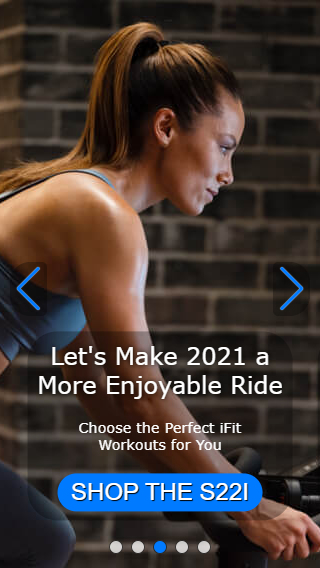 Let's Make 2021 a
More Enjoyable Ride
Choose the Perfect iFit
Workouts for You
SHOP THE S22I